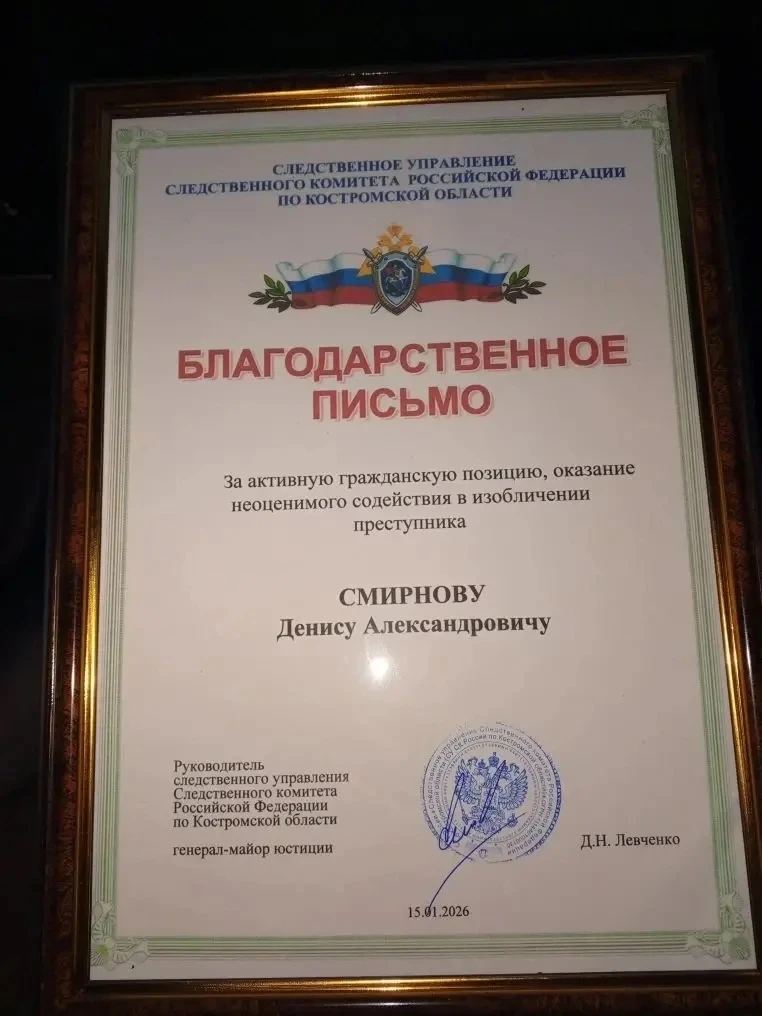 СЛЕДСТВЕННОЕ УПРАВЛЕНИЕ
СЛЕДСТВЕННОГО КОМИТЕТА РОССИЙСКОЙ ФЕДЕРАЦИИ
ПО КОСТРОМСКОЙ ОБЛАСТИ
БЛАГОДАРСТВЕННОЕ
ПИСЬМО
За активную гражданскую позицию, оказание
неоценимого содействия в изобличении
преступника
СМИРНОВУ
Денису Александровичу
Руководитель
следственного управления
Следственного комитета
Российской Федерации
по Костромской области
генерал-майор юстиции
Д.Н. Левченко
15.01.2026